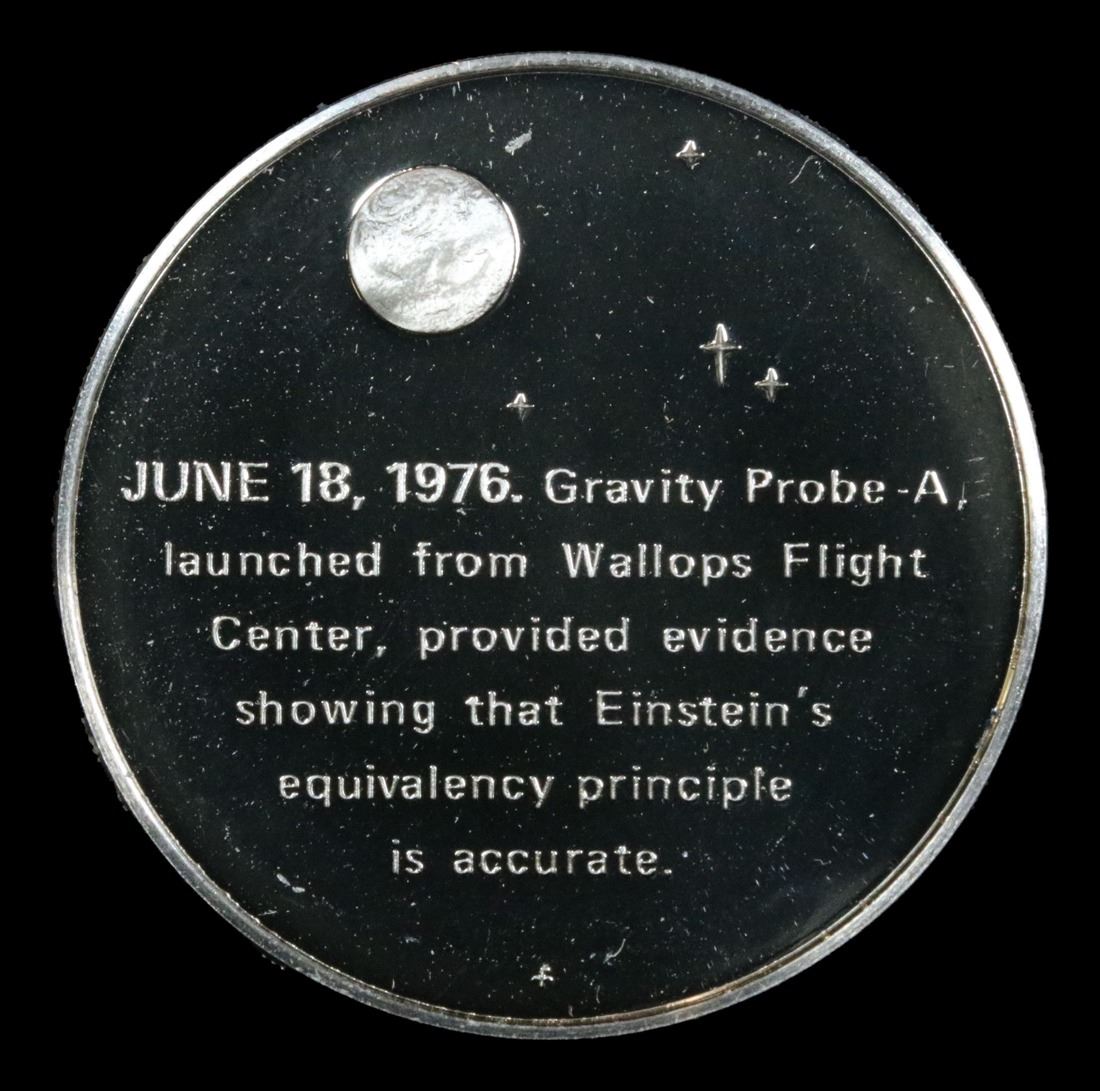 JUNE 18, 1976. Gravity Probe-A,
launched from Wallops Flight
Center, provided evidence
showing that Einstein's
equivalency principle
is accurate.